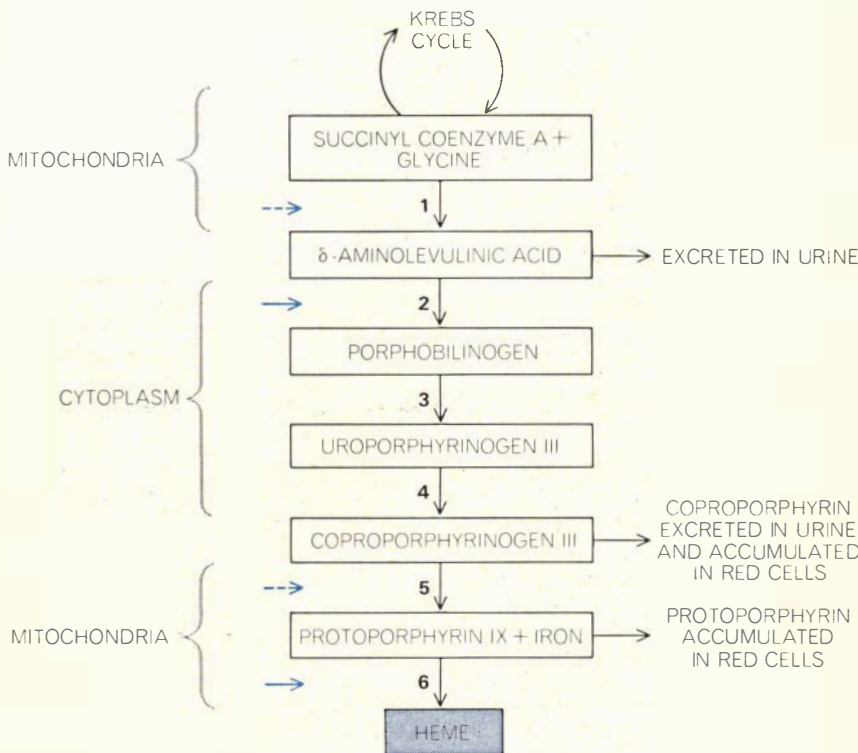 KREBS
CYCLE
SUCCINYL COENZYME A +
GLYCINE
MITOCHONDRIA
1
δ-AMINOLEVULINIC ACID
EXCRETED IN URINE
2
PORPHOBILINOGEN
CYTOPLASM
3
UROPORPHYRINOGEN III
4
COPROPORPHYRINOGEN III
COPROPORPHYRIN
EXCRETED IN URINE
AND ACCUMULATED
IN RED CELLS
5
MITOCHONDRIA
PROTOPORPHYRIN IX + IRON
PROTOPORPHYRIN
ACCUMULATED
IN RED CELLS
6
HEME